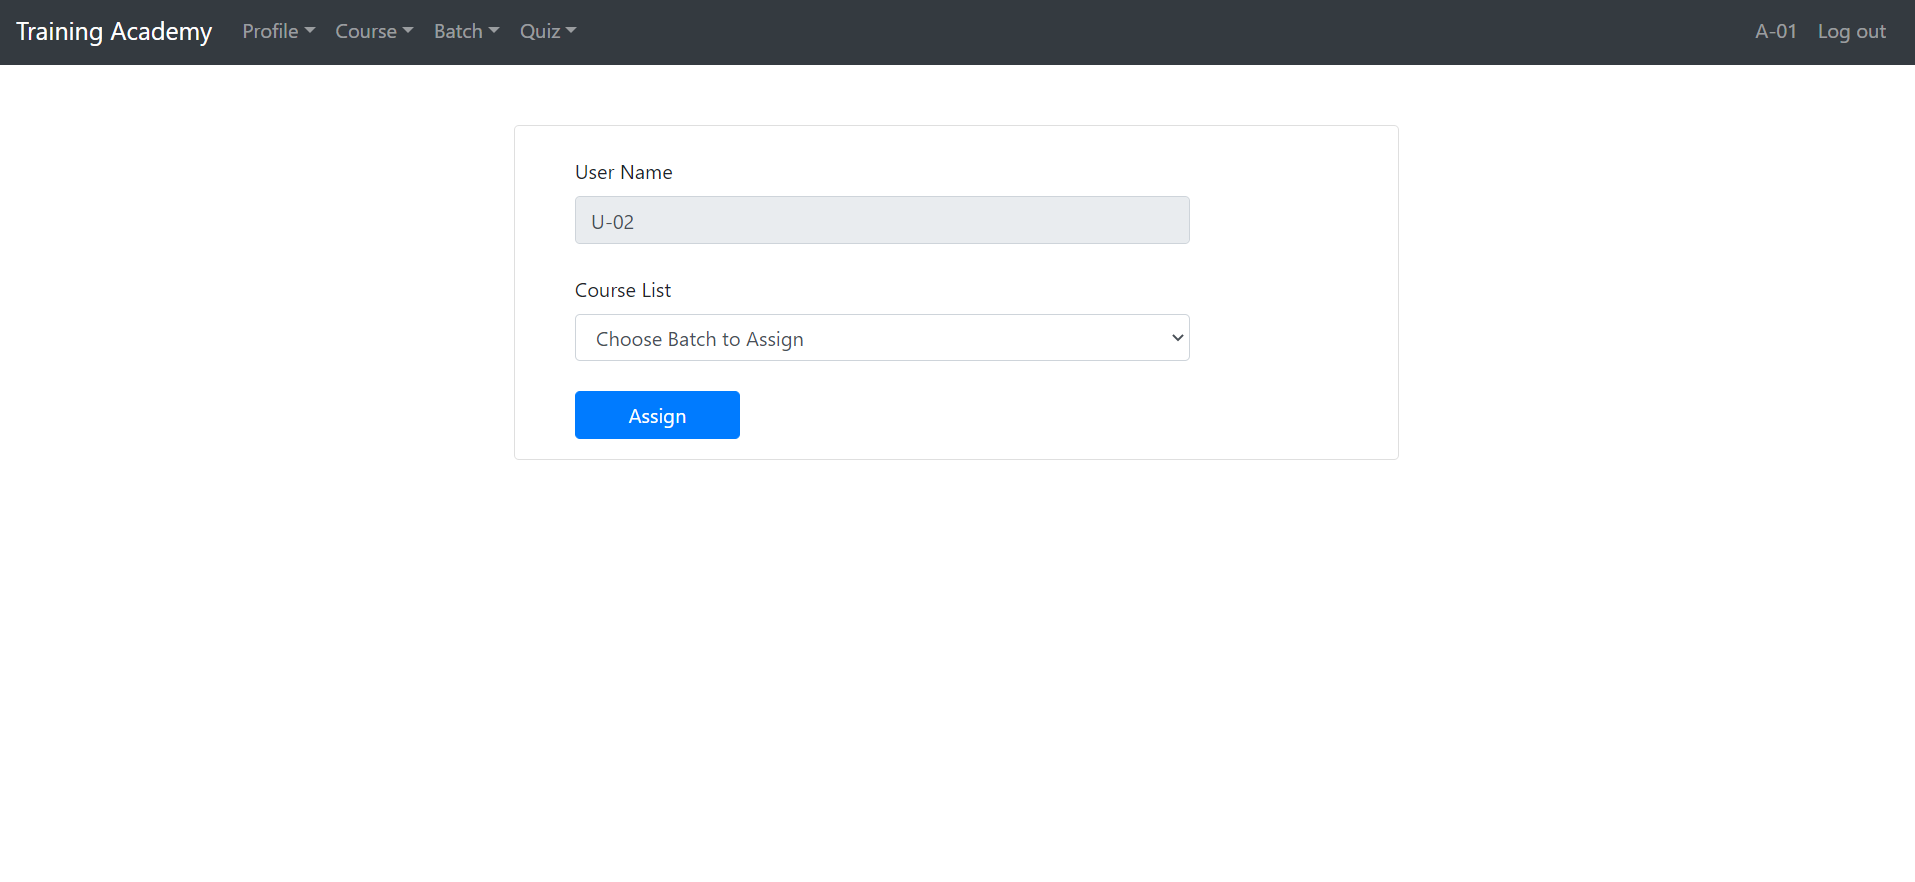 Training Academy Profile Course Batch Quiz A-01 Log out
User Name
U-02
Course List
Choose Batch to Assign
Assign